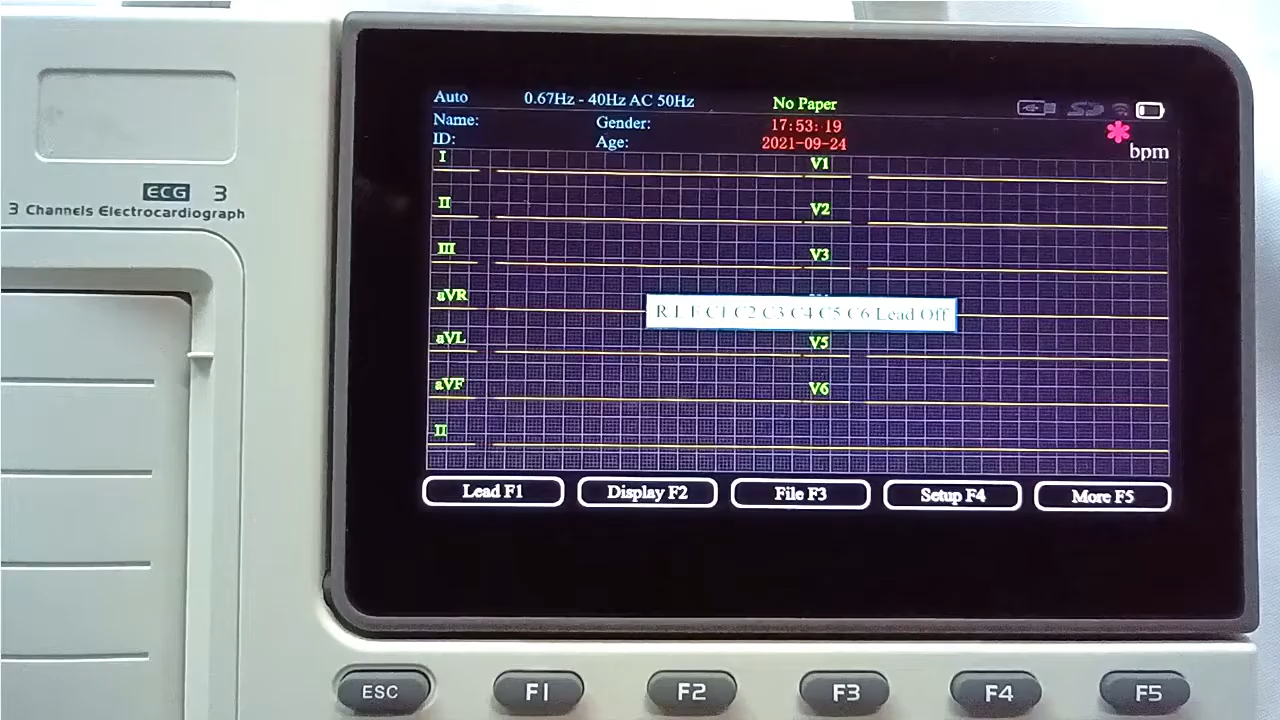 ECG 3
3 Channels Electrocardiograph
Auto 0.67Hz - 40Hz AC 50Hz No Paper
Name: Gender: 17:53:19
ID: Age: 2021-09-24
bpm
I V1
II V2
III V3
aVR
R L F C1 C2 C3 C4 C5 C6 Lead Off
aVL V5
aVF V6
II
Lead F1 Display F2 File F3 Setup F4 More F5
ESC F1 F2 F3 F4 F5